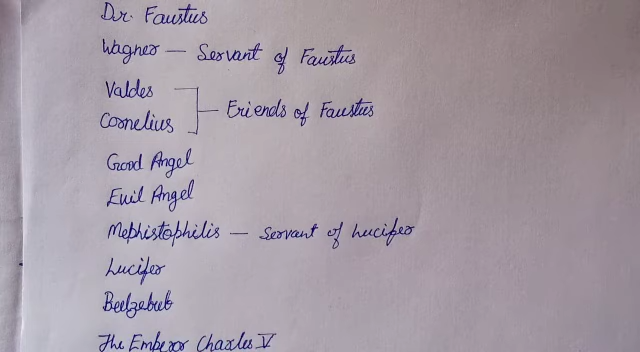 Dr. Faustus
Wagner — Servant of Faustus
Valdes
Cornelius
Friends of Faustus
Good Angel
Evil Angel
Mephistophilis — Servant of Lucifer
Lucifer
Beelzebub
The Emperor Charles V